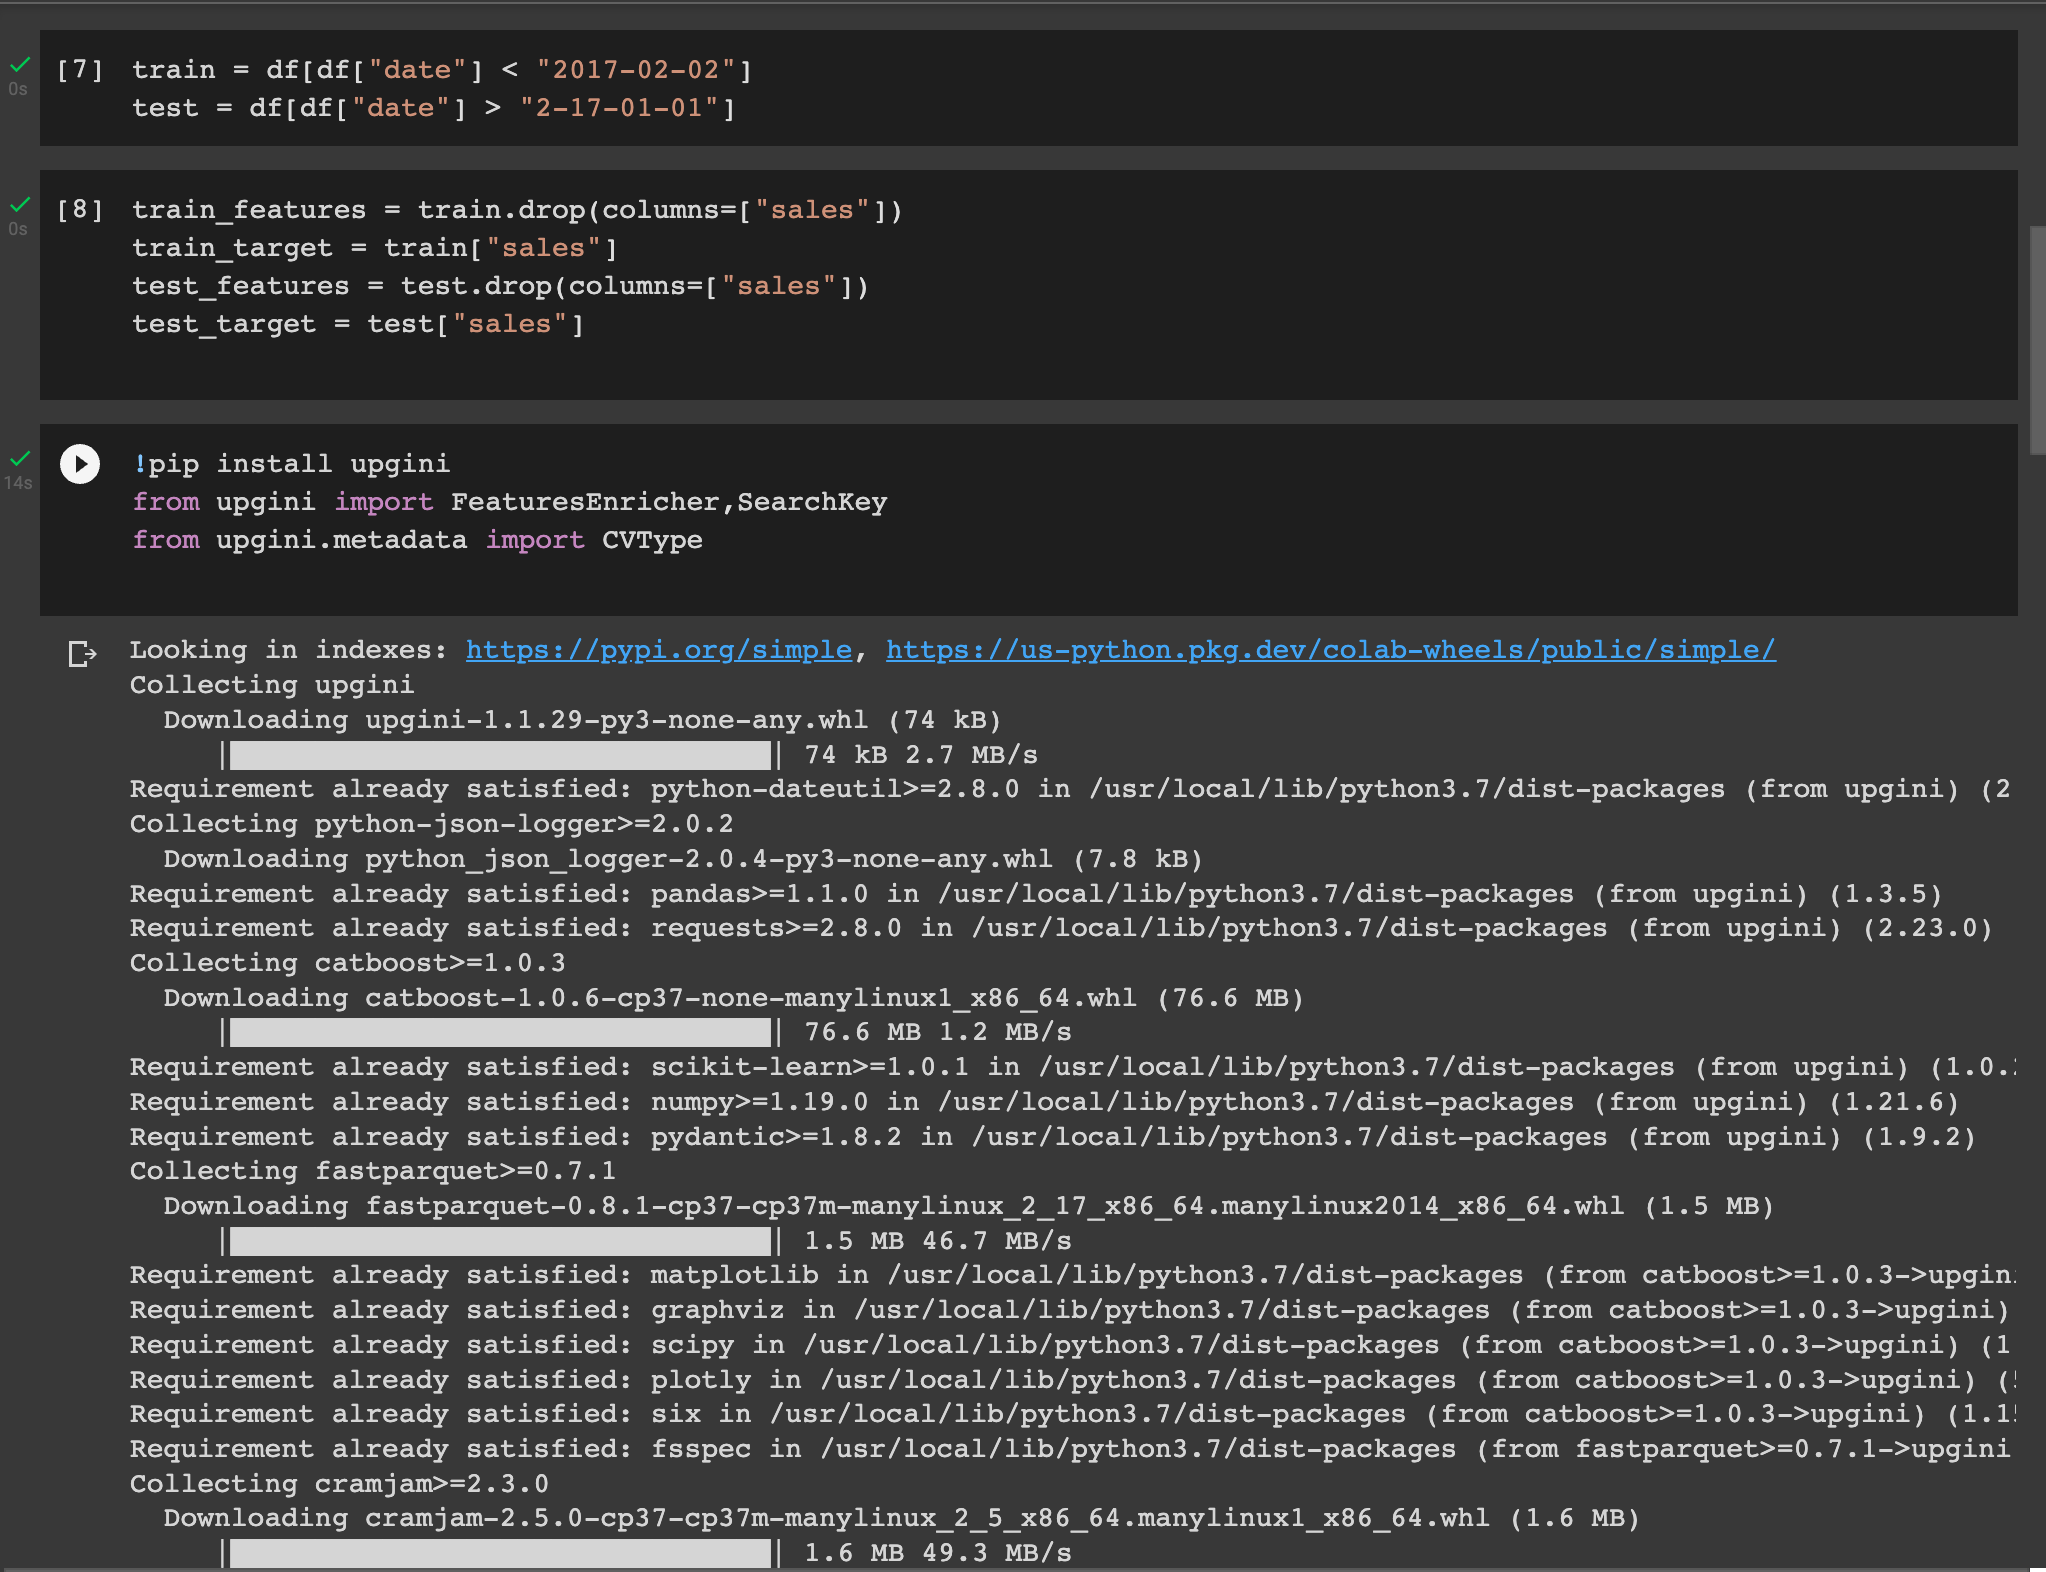 [7] train = df[df["date"] < "2017-02-02"]
test = df[df["date"] > "2-17-01-01"]
0s
[8] train_features = train.drop(columns=["sales"])
train_target = train["sales"]
test_features = test.drop(columns=["sales"])
test_target = test["sales"]
0s
!pip install upgini
from upgini import FeaturesEnricher,SearchKey
from upgini.metadata import CVType
14s
Looking in indexes: https://pypi.org/simple, https://us-python.pkg.dev/colab-wheels/public/simple/
Collecting upgini
Downloading upgini-1.1.29-py3-none-any.whl (74 kB)
| | 74 kB 2.7 MB/s
Requirement already satisfied: python-dateutil>=2.8.0 in /usr/local/lib/python3.7/dist-packages (from upgini) (2
Collecting python-json-logger>=2.0.2
Downloading python_json_logger-2.0.4-py3-none-any.whl (7.8 kB)
Requirement already satisfied: pandas>=1.1.0 in /usr/local/lib/python3.7/dist-packages (from upgini) (1.3.5)
Requirement already satisfied: requests>=2.8.0 in /usr/local/lib/python3.7/dist-packages (from upgini) (2.23.0)
Collecting catboost>=1.0.3
Downloading catboost-1.0.6-cp37-none-manylinux1_x86_64.whl (76.6 MB)
| | 76.6 MB 1.2 MB/s
Requirement already satisfied: scikit-learn>=1.0.1 in /usr/local/lib/python3.7/dist-packages (from upgini) (1.0.
Requirement already satisfied: numpy>=1.19.0 in /usr/local/lib/python3.7/dist-packages (from upgini) (1.21.6)
Requirement already satisfied: pydantic>=1.8.2 in /usr/local/lib/python3.7/dist-packages (from upgini) (1.9.2)
Collecting fastparquet>=0.7.1
Downloading fastparquet-0.8.1-cp37-cp37m-manylinux_2_17_x86_64.manylinux2014_x86_64.whl (1.5 MB)
| | 1.5 MB 46.7 MB/s
Requirement already satisfied: matplotlib in /usr/local/lib/python3.7/dist-packages (from catboost>=1.0.3->upgin
Requirement already satisfied: graphviz in /usr/local/lib/python3.7/dist-packages (from catboost>=1.0.3->upgini)
Requirement already satisfied: scipy in /usr/local/lib/python3.7/dist-packages (from catboost>=1.0.3->upgini) (1
Requirement already satisfied: plotly in /usr/local/lib/python3.7/dist-packages (from catboost>=1.0.3->upgini) (
Requirement already satisfied: six in /usr/local/lib/python3.7/dist-packages (from catboost>=1.0.3->upgini) (1.1
Requirement already satisfied: fsspec in /usr/local/lib/python3.7/dist-packages (from fastparquet>=0.7.1->upgini
Collecting cramjam>=2.3.0
Downloading cramjam-2.5.0-cp37-cp37m-manylinux_2_5_x86_64.manylinux1_x86_64.whl (1.6 MB)
| | 1.6 MB 49.3 MB/s